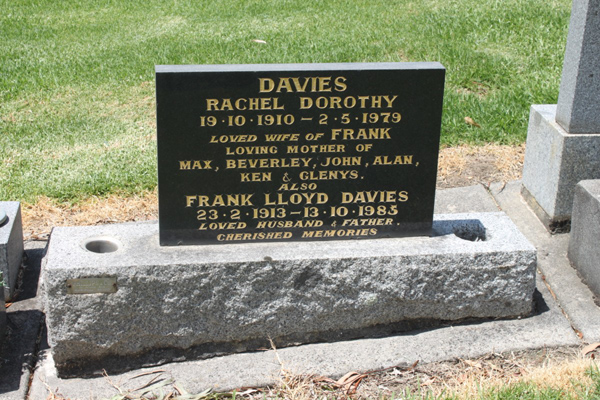 DAVIES
RACHEL DOROTHY
19·10·1910 — 2·5·1979
LOVED WIFE OF FRANK
LOVING MOTHER OF
MAX, BEVERLEY, JOHN, ALAN,
KEN & GLENYS.
ALSO
FRANK LLOYD DAVIES
23·2·1913—13·10·1985
LOVED HUSBAND & FATHER.
CHERISHED MEMORIES